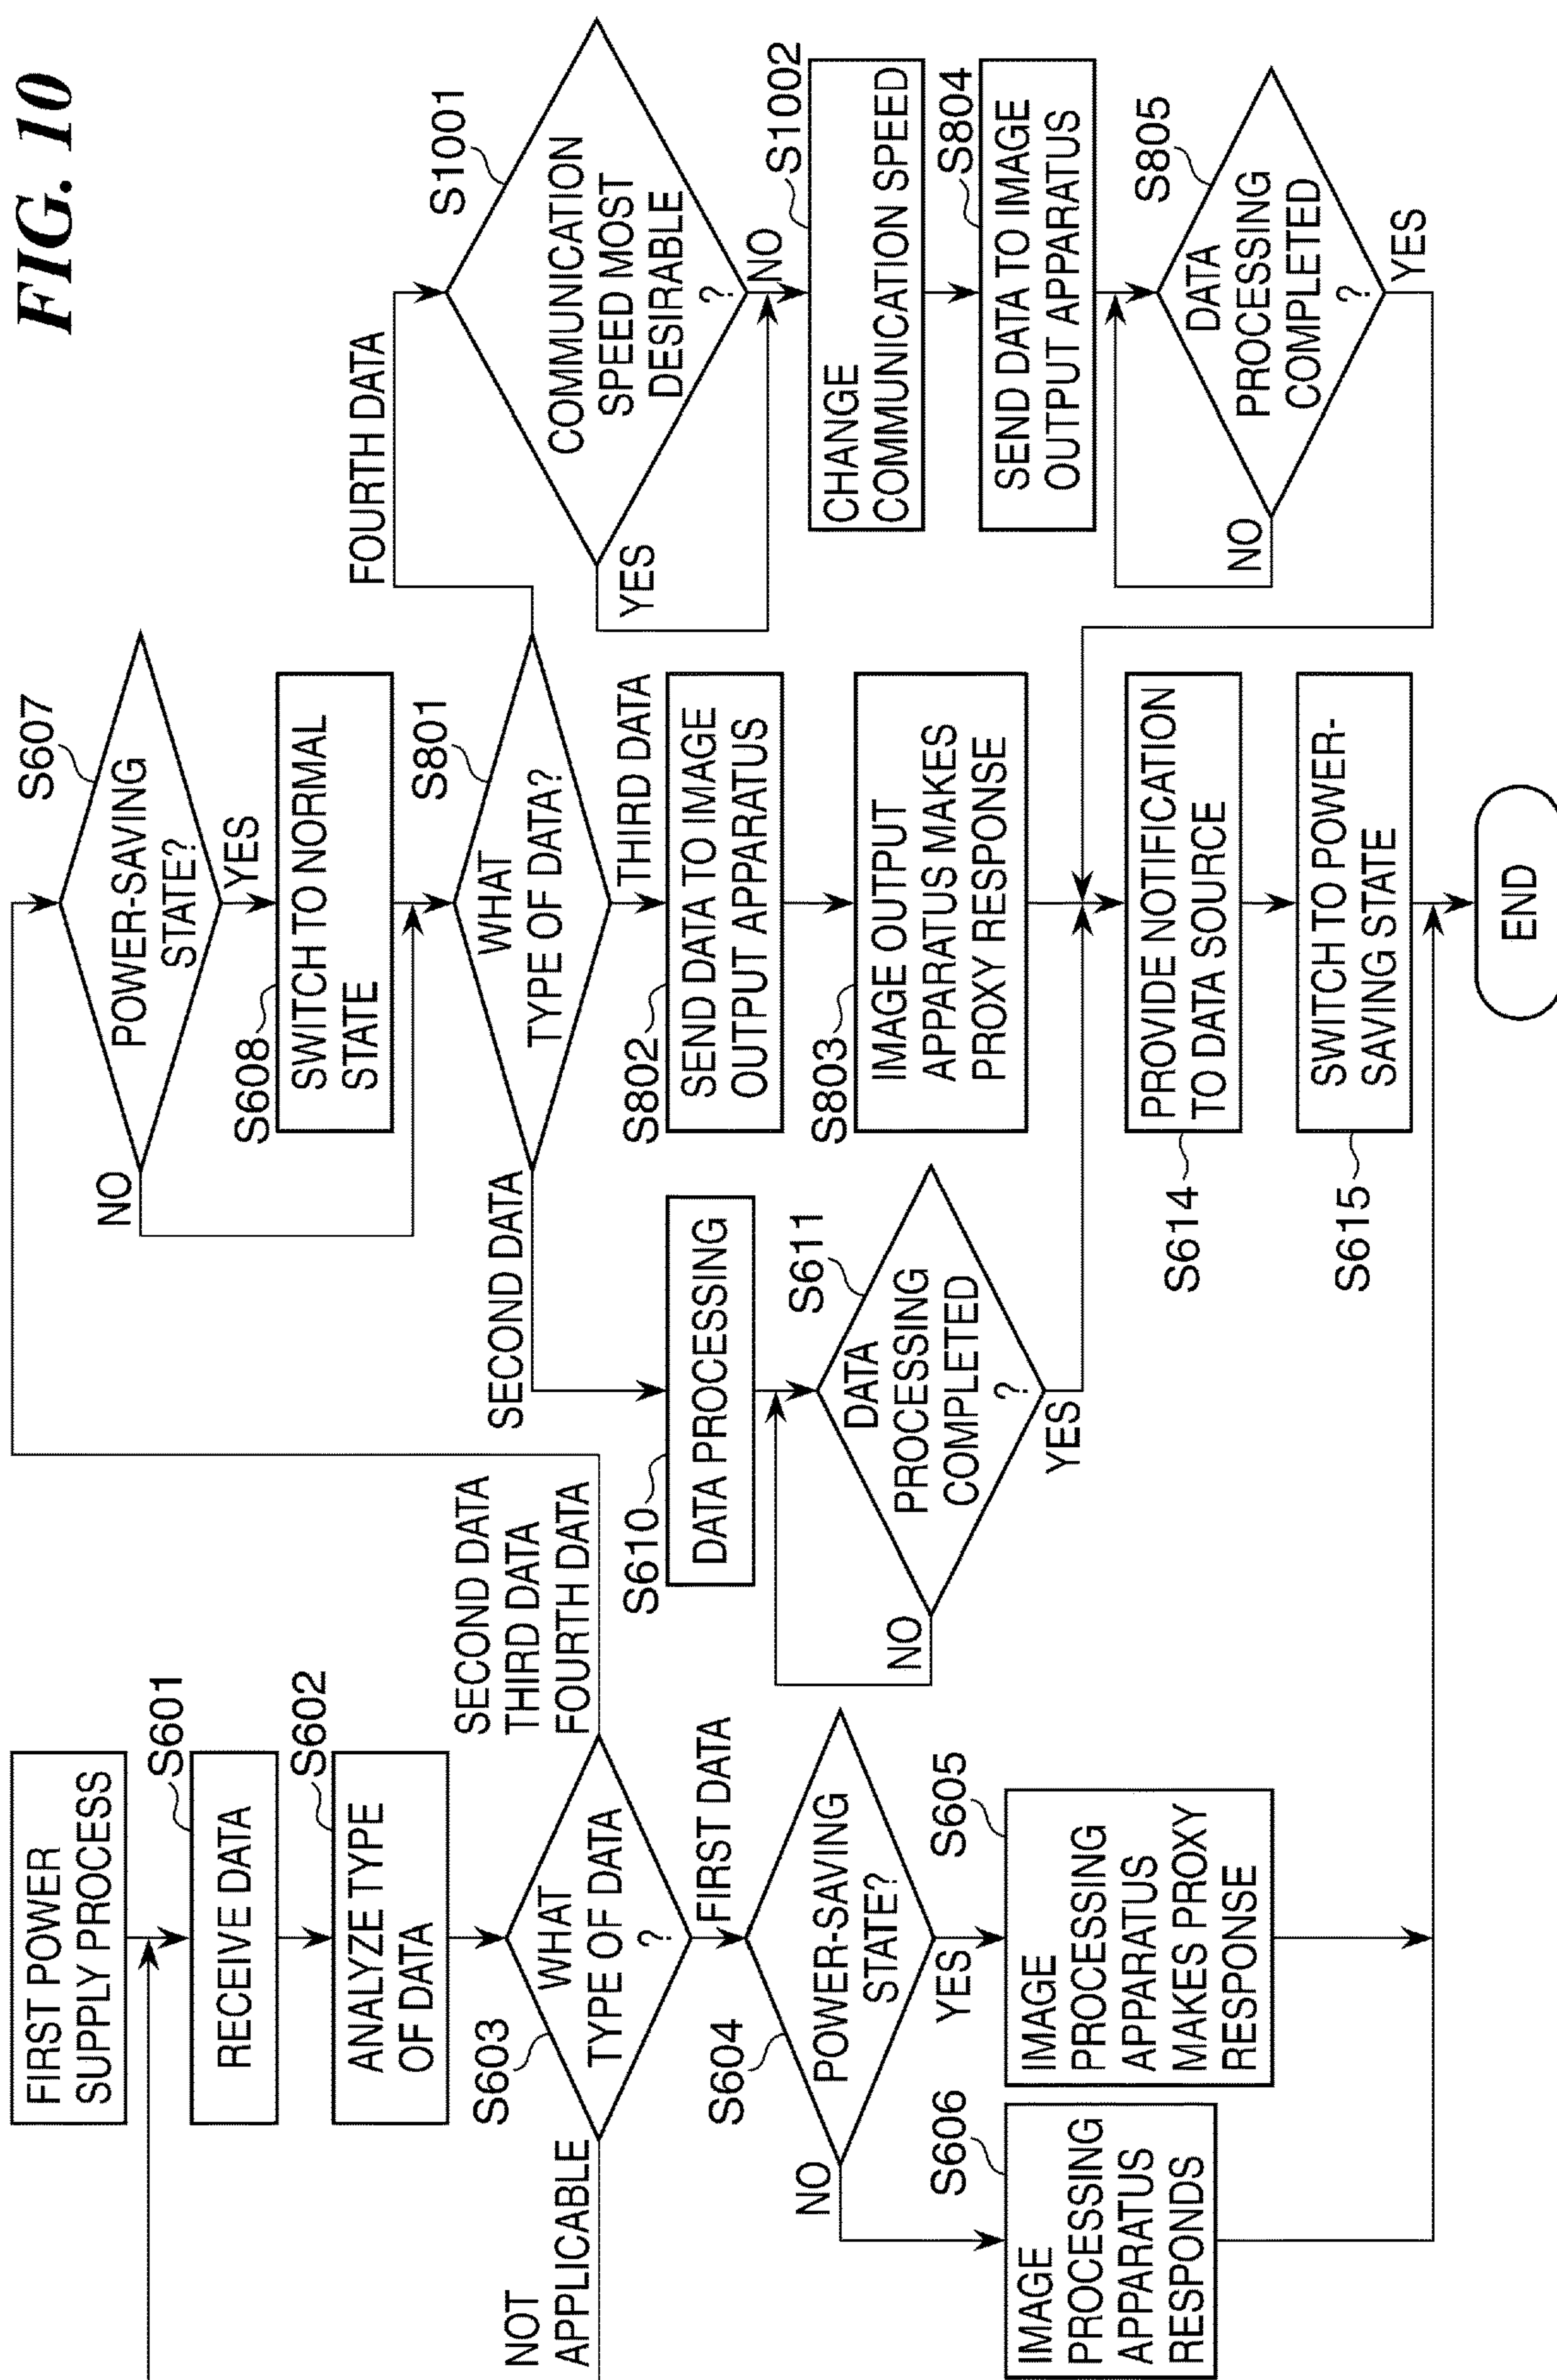 FIG. 10
FIRST POWER
SUPPLY PROCESS
S601
RECEIVE DATA
S602
ANALYZE TYPE
OF DATA
S603
WHAT
TYPE OF DATA
?
NOT
APPLICABLE
SECOND DATA
THIRD DATA
FOURTH DATA
FIRST DATA
S604
POWER-SAVING
STATE?
NO
YES
S605
IMAGE
PROCESSING
APPARATUS
MAKES PROXY
RESPONSE
S606
IMAGE
PROCESSING
APPARATUS
RESPONDS
S607
POWER-SAVING
STATE?
NO
YES
S608
SWITCH TO NORMAL
STATE
S801
WHAT
TYPE OF DATA?
SECOND DATA
THIRD DATA
FOURTH DATA
S610
DATA PROCESSING
S611
DATA
PROCESSING
COMPLETED
?
NO
YES
S802
SEND DATA TO IMAGE
OUTPUT APPARATUS
S803
IMAGE OUTPUT
APPARATUS MAKES
PROXY RESPONSE
S1001
COMMUNICATION
SPEED MOST
DESIRABLE
?
YES
NO
S1002
CHANGE
COMMUNICATION SPEED
S804
SEND DATA TO IMAGE
OUTPUT APPARATUS
S805
DATA
PROCESSING
COMPLETED
?
NO
YES
S614
PROVIDE NOTIFICATION
TO DATA SOURCE
S615
SWITCH TO POWER-
SAVING STATE
END